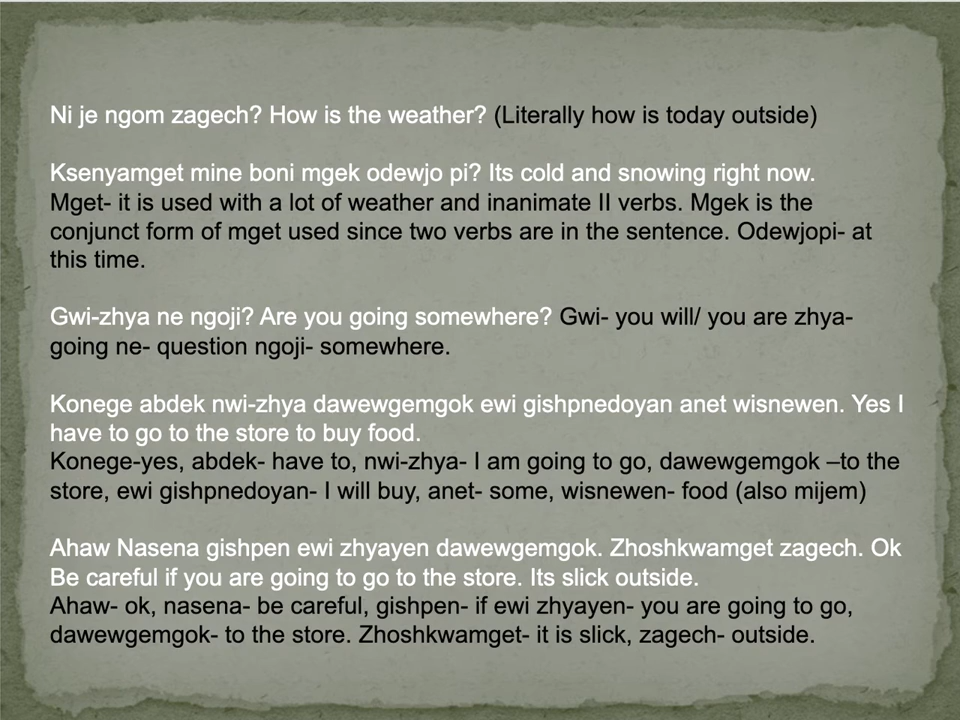 Ni je ngom zagech? How is the weather? (Literally how is today outside)
Ksenyamget mine boni mgek odewjo pi? Its cold and snowing right now.
Mget- it is used with a lot of weather and inanimate II verbs. Mgek is the
conjunct form of mget used since two verbs are in the sentence. Odewjopi- at
this time.
Gwi-zhya ne ngoji? Are you going somewhere? Gwi- you will/ you are zhya-
going ne- question ngoji- somewhere.
Konege abdek nwi-zhya dawewgemgok ewi gishpnedoyan anet wisnewen. Yes I
have to go to the store to buy food.
Konege-yes, abdek- have to, nwi-zhya- I am going to go, dawewgemgok –to the
store, ewi gishpnedoyan- I will buy, anet- some, wisnewen- food (also mijem)
Ahaw Nasena gishpen ewi zhyayen dawewgemgok. Zhoshkwamget zagech. Ok
Be careful if you are going to go to the store. Its slick outside.
Ahaw- ok, nasena- be careful, gishpen- if ewi zhyayen- you are going to go,
dawewgemgok- to the store. Zhoshkwamget- it is slick, zagech- outside.